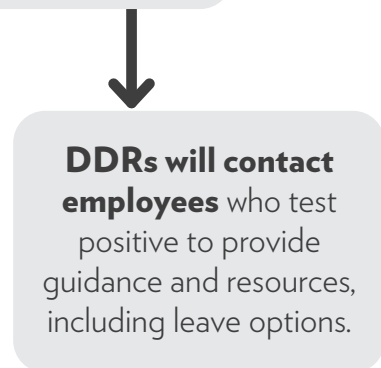 DDRs will contact
employees who test
positive to provide
guidance and resources,
including leave options.